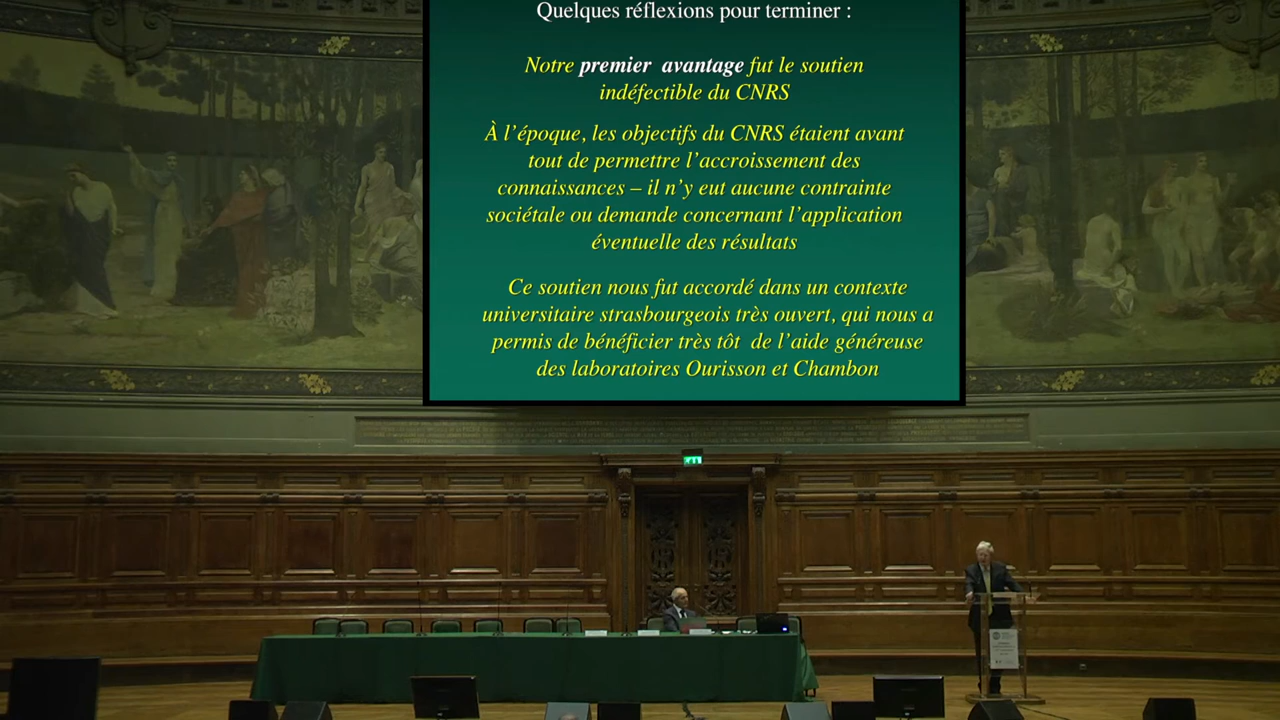 Quelques réflexions pour terminer :
Notre premier avantage fut le soutien
indéfectible du CNRS
À l’époque, les objectifs du CNRS étaient avant
tout de permettre l’accroissement des
connaissances – il n’y eut aucune contrainte
sociétale ou demande concernant l’application
éventuelle des résultats
Ce soutien nous fut accordé dans un contexte
universitaire strasbourgeois très ouvert, qui nous a
permis de bénéficier très tôt de l’aide généreuse
des laboratoires Ourisson et Chambon